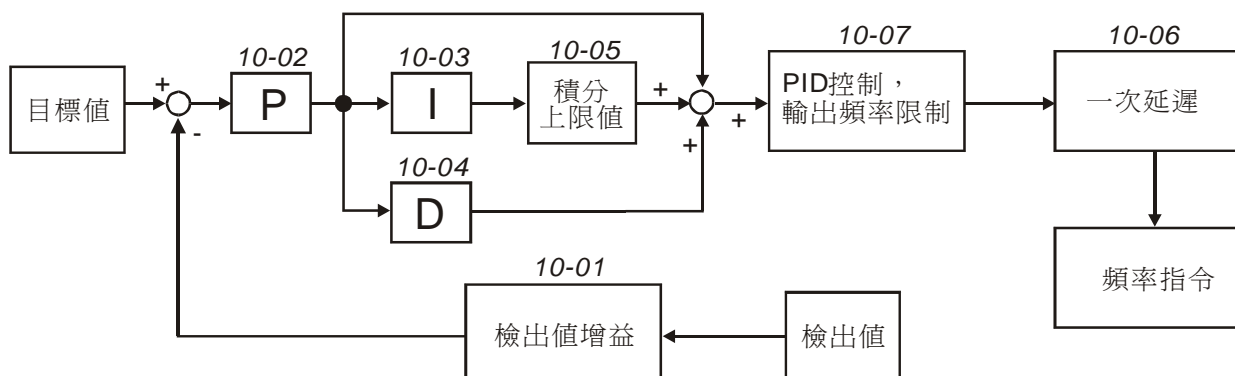 目標值
+
-
10-02
P
10-03
I
10-05
積分
上限值
+
+
+
10-04
D
10-07
PID控制，
輸出頻率限制
10-06
一次延遲
頻率指令
10-01
檢出值增益
檢出值